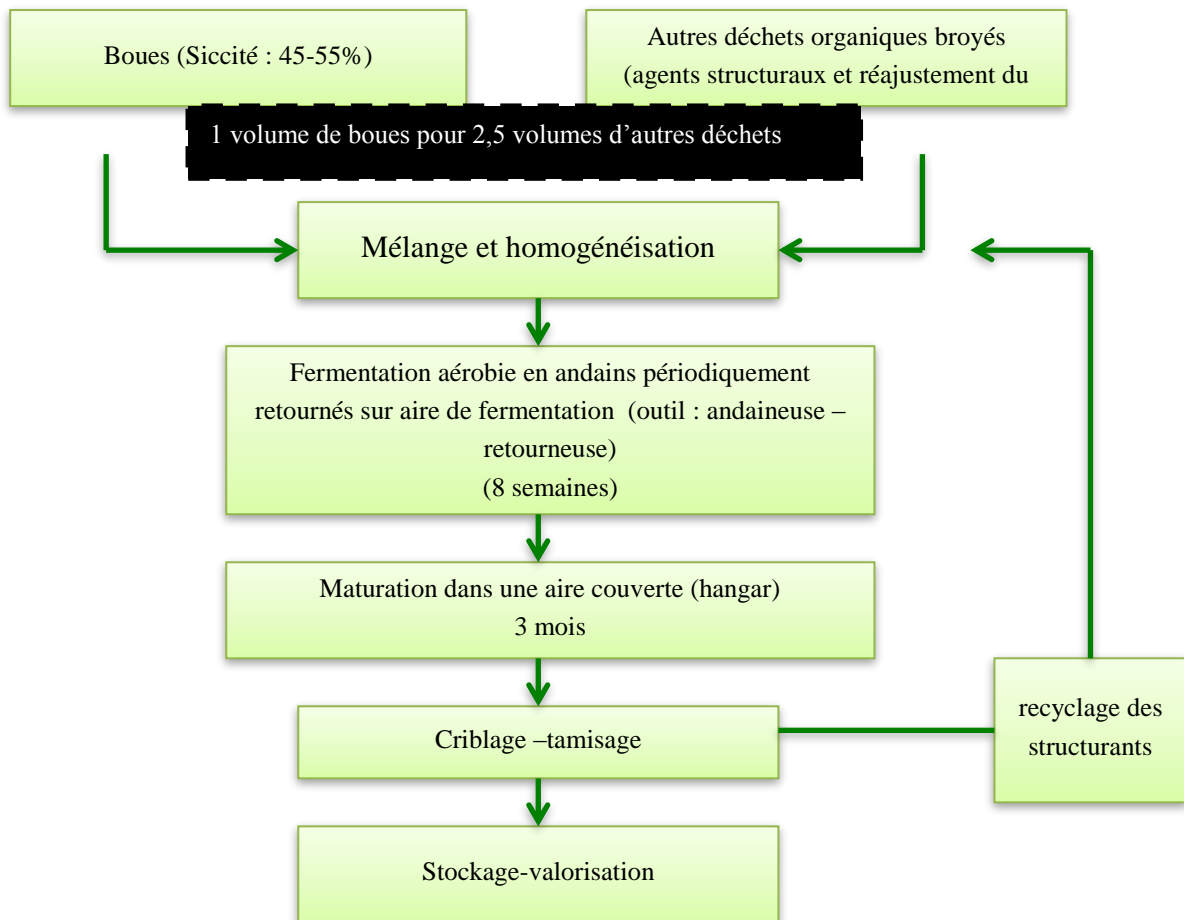 Boues (Siccité : 45-55%)
Autres déchets organiques broyés
(agents structuraux et réajustement du
1 volume de boues pour 2,5 volumes d’autres déchets
Mélange et homogénéisation
Fermentation aérobie en andains périodiquement
retournés sur aire de fermentation (outil : andaineuse –
retourneuse)
(8 semaines)
Maturation dans une aire couverte (hangar)
3 mois
Criblage –tamisage
recyclage des
structurants
Stockage-valorisation